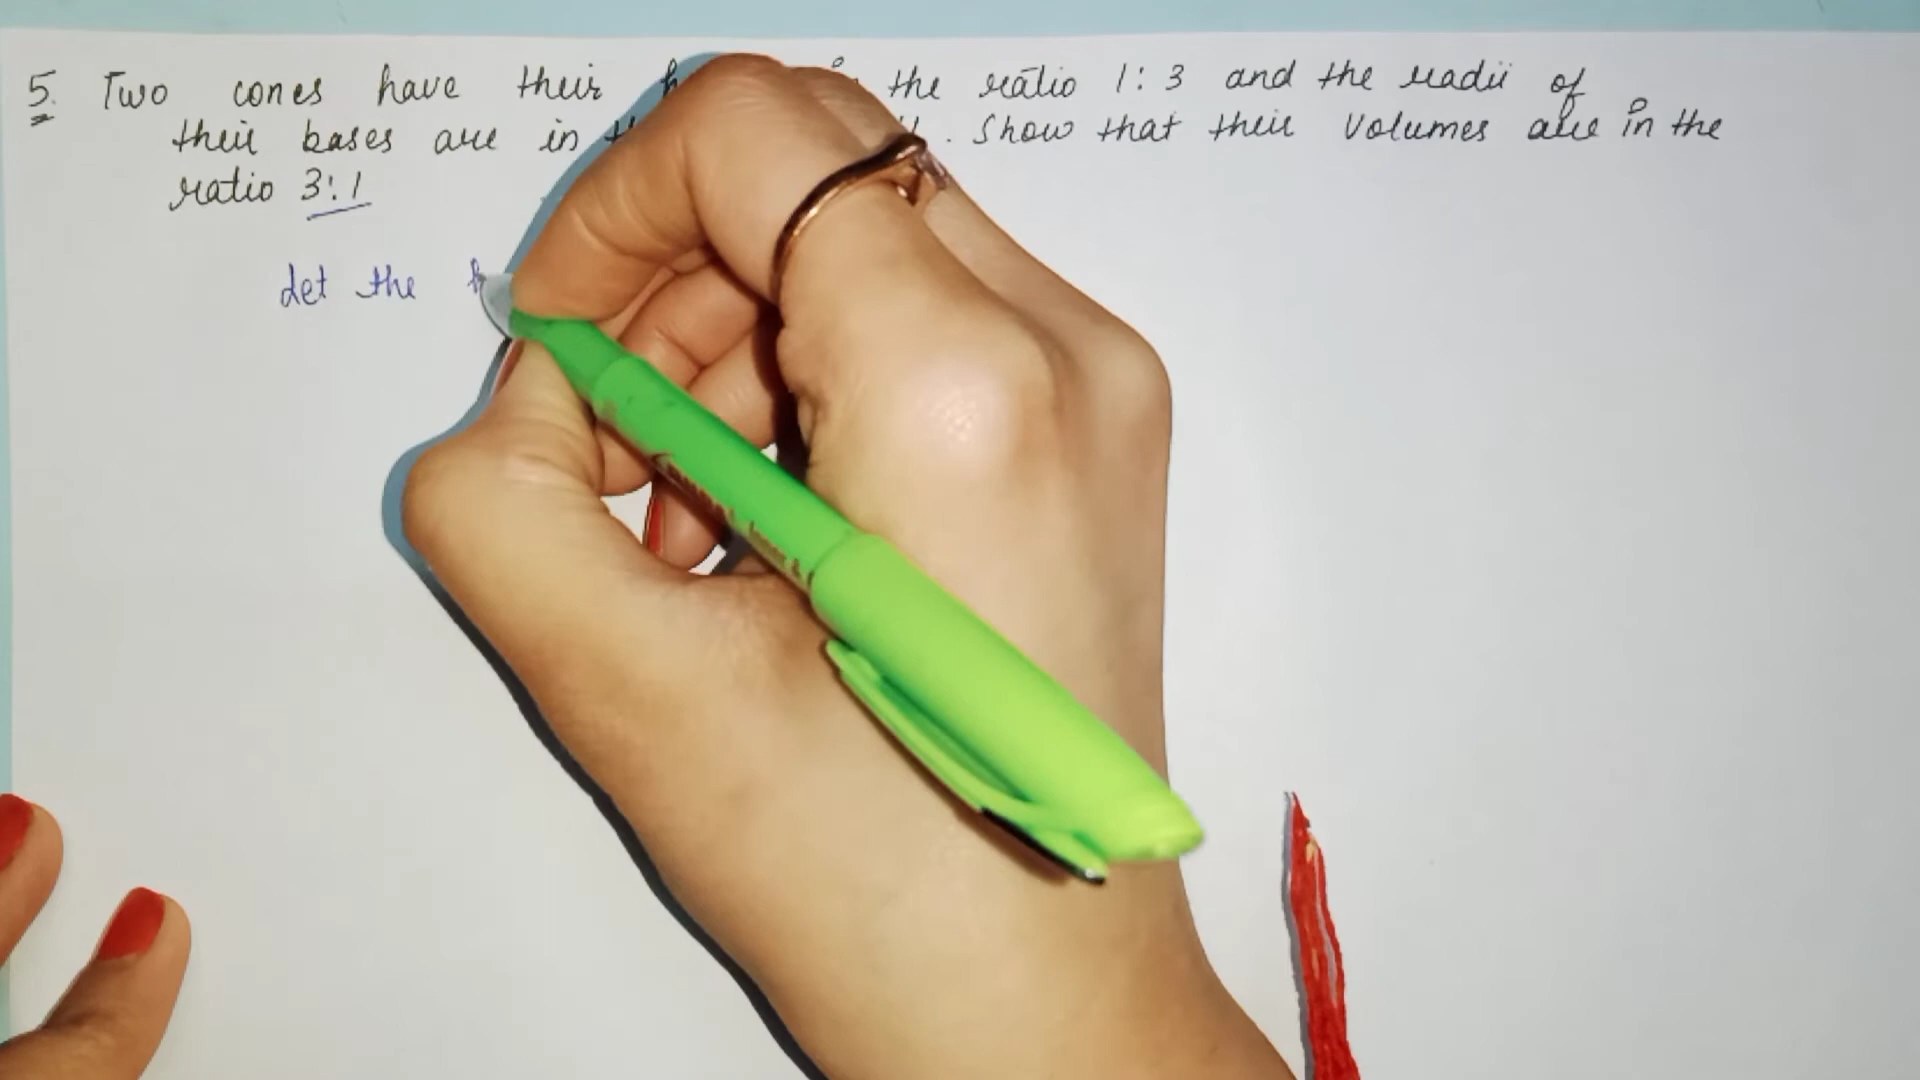 5. Two cones have their the ratio 1:3 and the radii of
their bases are in . Show that their Volumes are in the
ratio 3:1
Let the